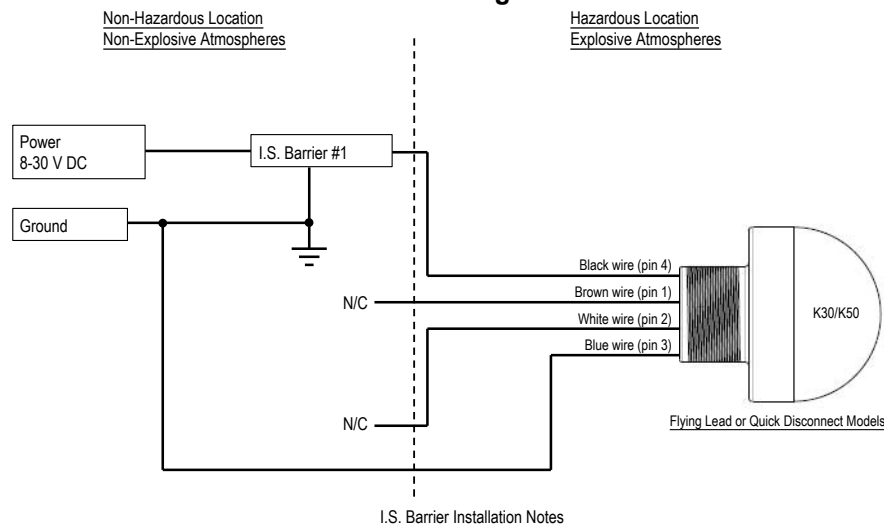 Non-Hazardous Location
Non-Explosive Atmospheres
Hazardous Location
Explosive Atmospheres
Power
8-30 V DC
I.S. Barrier #1
Ground
Black wire (pin 4)
Brown wire (pin 1)
N/C
White wire (pin 2)
Blue wire (pin 3)
K30/K50
N/C
Flying Lead or Quick Disconnect Models
I.S. Barrier Installation Notes